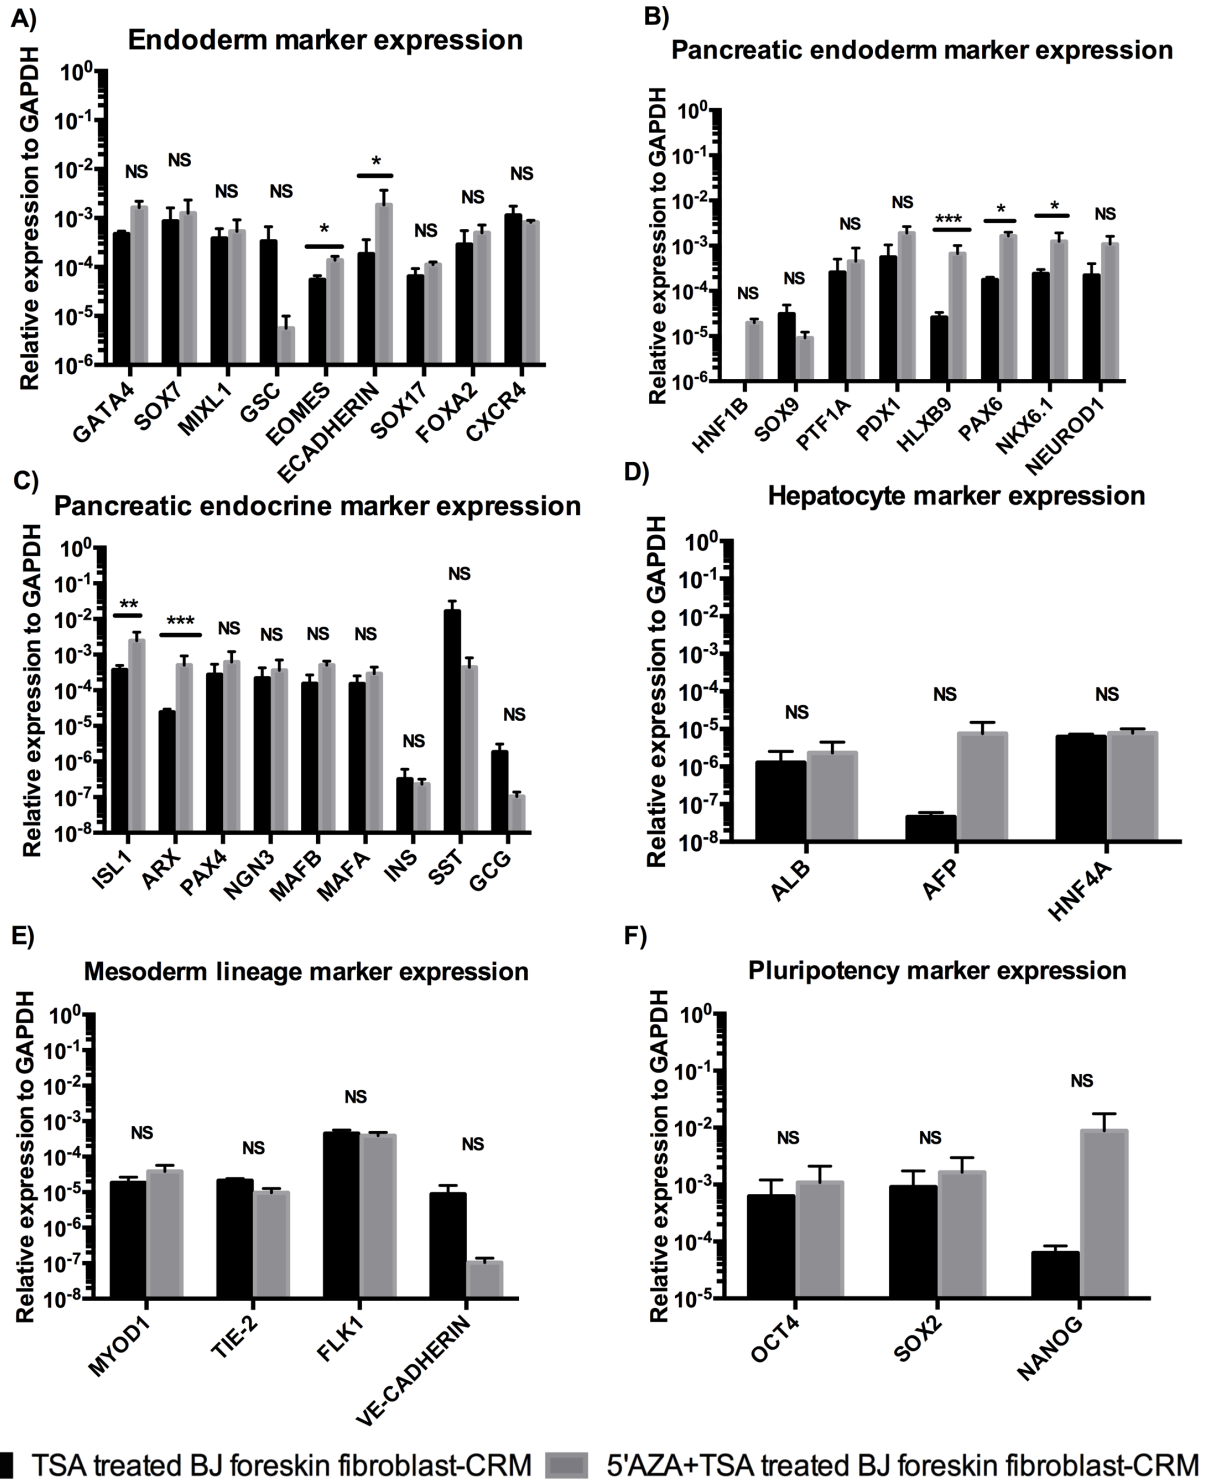 A)
Endoderm marker expression
Relative expression to GAPDH
10^0
10^-1
10^-2
10^-3
10^-4
10^-5
10^-6
NS NS NS NS * * NS NS NS
GATA4 SOX7 MIXL1 GSC EOMES ECADHERIN SOX17 FOXA2 CXCR4
B)
Pancreatic endoderm marker expression
Relative expression to GAPDH
10^0
10^-1
10^-2
10^-3
10^-4
10^-5
10^-6
NS NS NS NS *** * * NS
HNF1B SOX9 PTF1A PDX1 HLXB9 PAX6 NKX6.1 NEUROD1
C)
Pancreatic endocrine marker expression
Relative expression to GAPDH
10^0
10^-1
10^-2
10^-3
10^-4
10^-5
10^-6
10^-7
10^-8
** *** NS NS NS NS NS NS NS
ISL1 ARX PAX4 NGN3 MAFB MAFA INS SST GCG
D)
Hepatocyte marker expression
Relative expression to GAPDH
10^0
10^-1
10^-2
10^-3
10^-4
10^-5
10^-6
10^-7
10^-8
NS NS NS
ALB AFP HNF4A
E)
Mesoderm lineage marker expression
Relative expression to GAPDH
10^0
10^-1
10^-2
10^-3
10^-4
10^-5
10^-6
10^-7
10^-8
NS NS NS NS
MYOD1 TIE-2 FLK1 VE-CADHERIN
F)
Pluripotency marker expression
Relative expression to GAPDH
10^0
10^-1
10^-2
10^-3
10^-4
10^-5
NS NS NS
OCT4 SOX2 NANOG
TSA treated BJ foreskin fibroblast-CRM
5'AZA+TSA treated BJ foreskin fibroblast-CRM